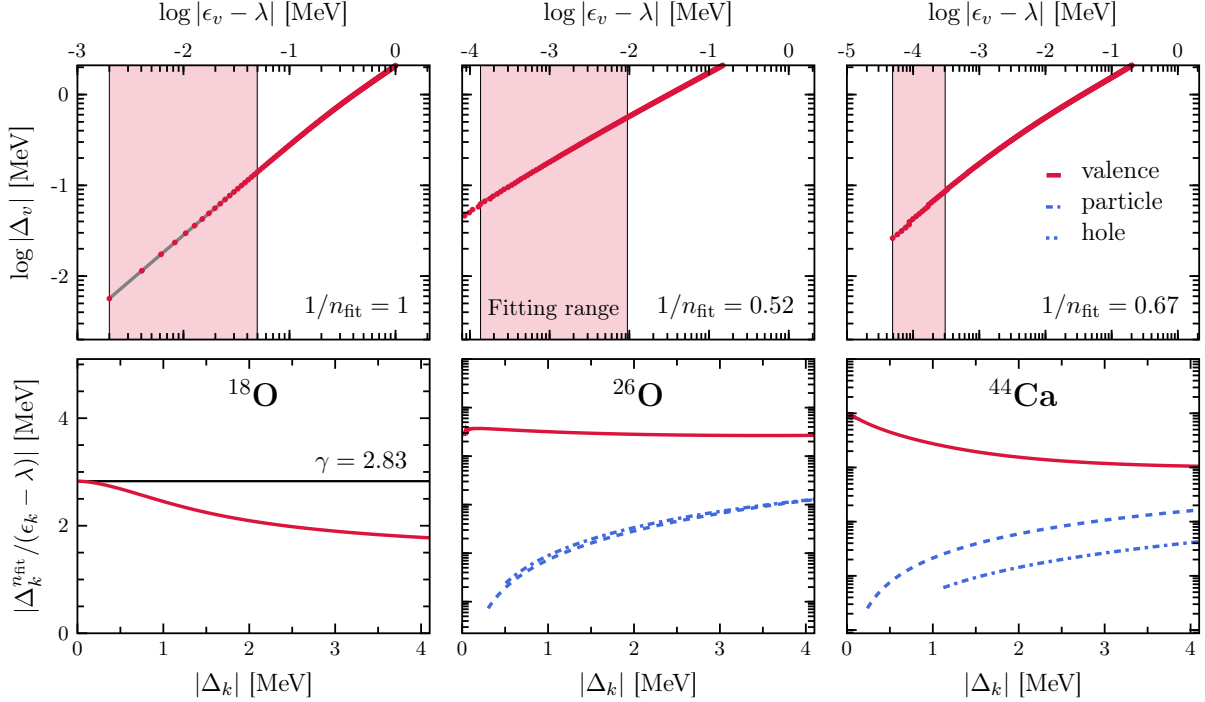 log |ϵ_v − λ| [MeV] log |ϵ_v − λ| [MeV] log |ϵ_v − λ| [MeV]
-3 -2 -1 0 -4 -3 -2 -1 0 -5 -4 -3 -2 -1 0
log |Δ_v| [MeV]
0
-1
-2
valence
particle
hole
1/n_fit = 1 Fitting range 1/n_fit = 0.52 1/n_fit = 0.67
|Δ_k^{n_fit}/(ϵ_k − λ)| [MeV]
^18O ^26O ^44Ca
4
γ = 2.83
2
0
0 1 2 3 4 0 1 2 3 4 0 1 2 3 4
|Δ_k| [MeV] |Δ_k| [MeV] |Δ_k| [MeV]